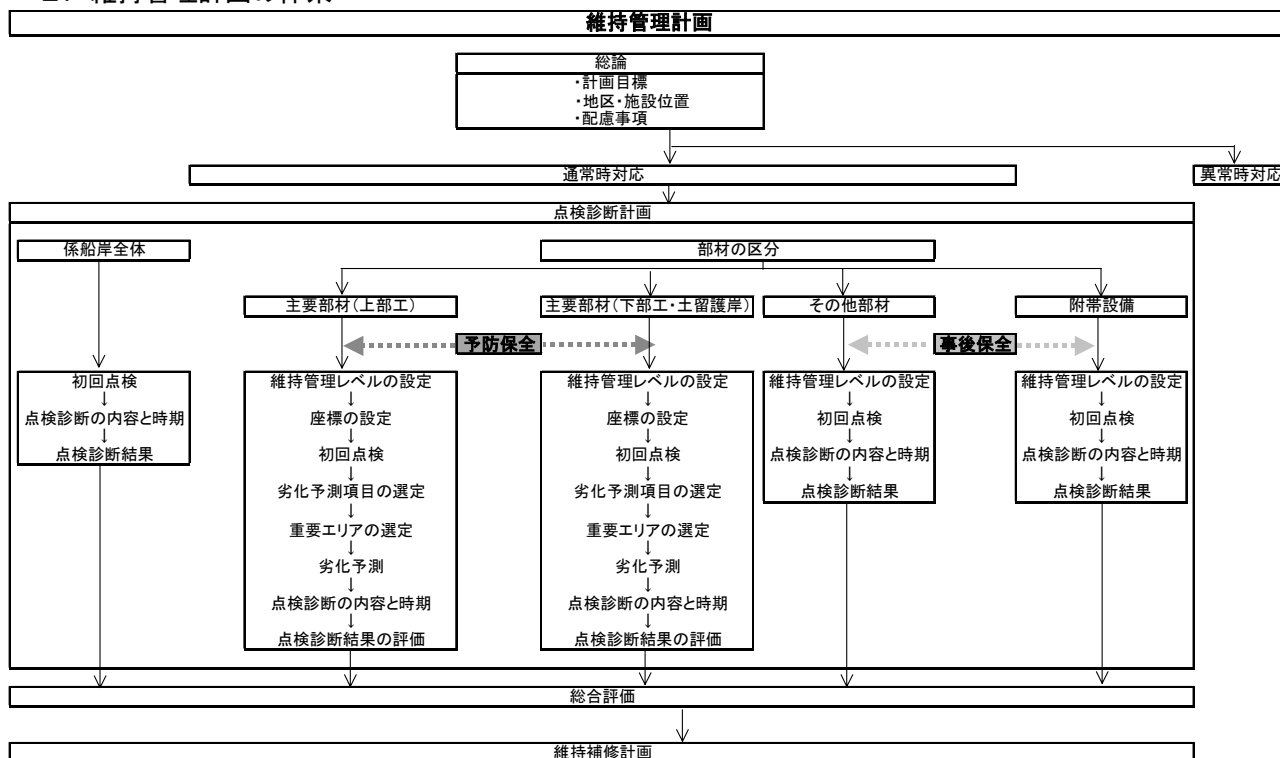 維持管理計画
総論
・計画目標
・地区・施設位置
・配慮事項
通常時対応
異常時対応
点検診断計画
係船岸全体
部材の区分
主要部材(上部工)
主要部材(下部工・土留護岸)
その他部材
附帯設備
予防保全
事後保全
初回点検
↓
点検診断の内容と時期
↓
点検診断結果
維持管理レベルの設定
↓
座標の設定
↓
初回点検
↓
劣化予測項目の選定
↓
重要エリアの選定
↓
劣化予測
↓
点検診断の内容と時期
↓
点検診断結果の評価
維持管理レベルの設定
↓
座標の設定
↓
初回点検
↓
劣化予測項目の選定
↓
重要エリアの選定
↓
劣化予測
↓
点検診断の内容と時期
↓
点検診断結果の評価
維持管理レベルの設定
↓
初回点検
↓
点検診断の内容と時期
↓
点検診断結果
維持管理レベルの設定
↓
初回点検
↓
点検診断の内容と時期
↓
点検診断結果
総合評価
維持補修計画